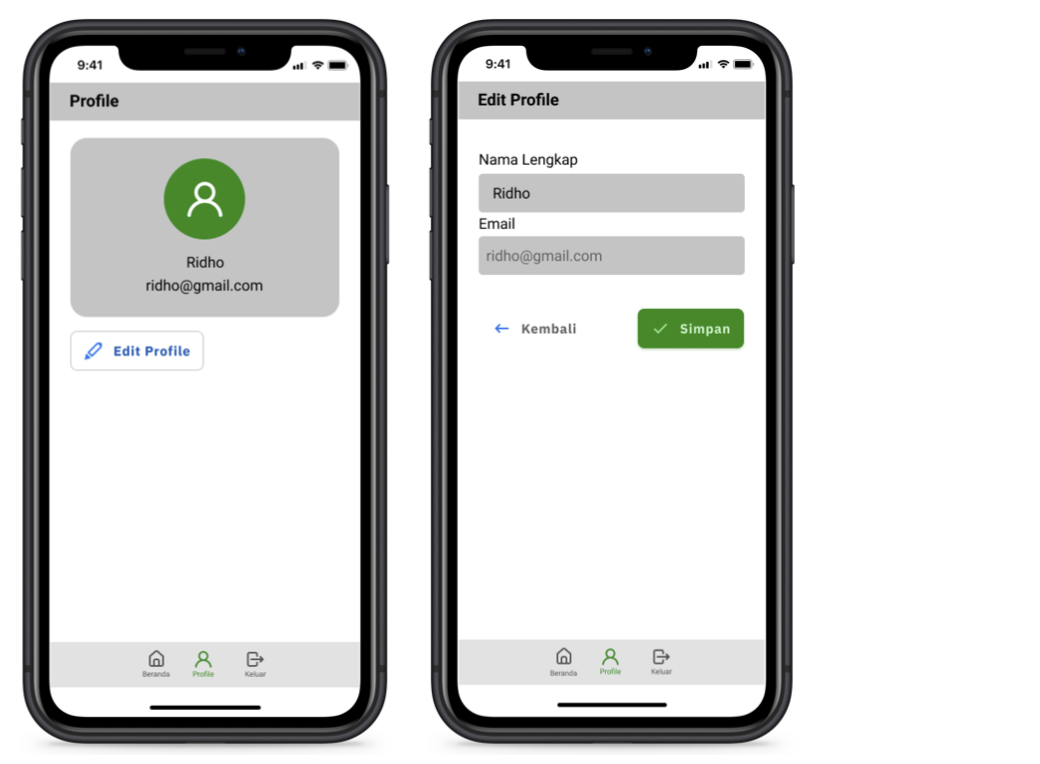 9:41
Profile
Ridho
ridho@gmail.com
Edit Profile
Beranda
Profile
Keluar
9:41
Edit Profile
Nama Lengkap
Ridho
Email
ridho@gmail.com
Kembali
Simpan
Beranda
Profile
Keluar